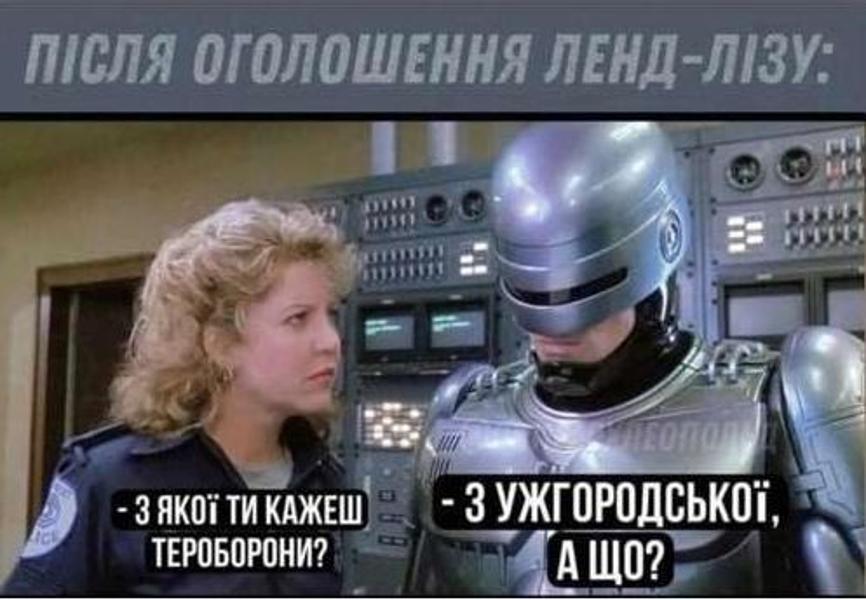 ПІСЛЯ ОГОЛОШЕННЯ ЛЕНД-ЛІЗУ:
- З ЯКОЇ ТИ КАЖЕШ
ТЕРОБОРОНИ?
- З УЖГОРОДСЬКОЇ,
А ЩО?